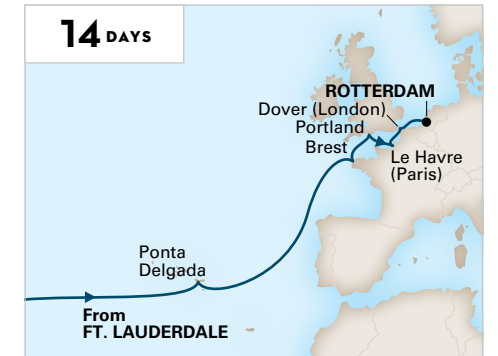 14 DAYS
ROTTERDAM
Dover (London)
Portland
Brest
Le Havre
(Paris)
Ponta
Delgada
From
FT. LAUDERDALE